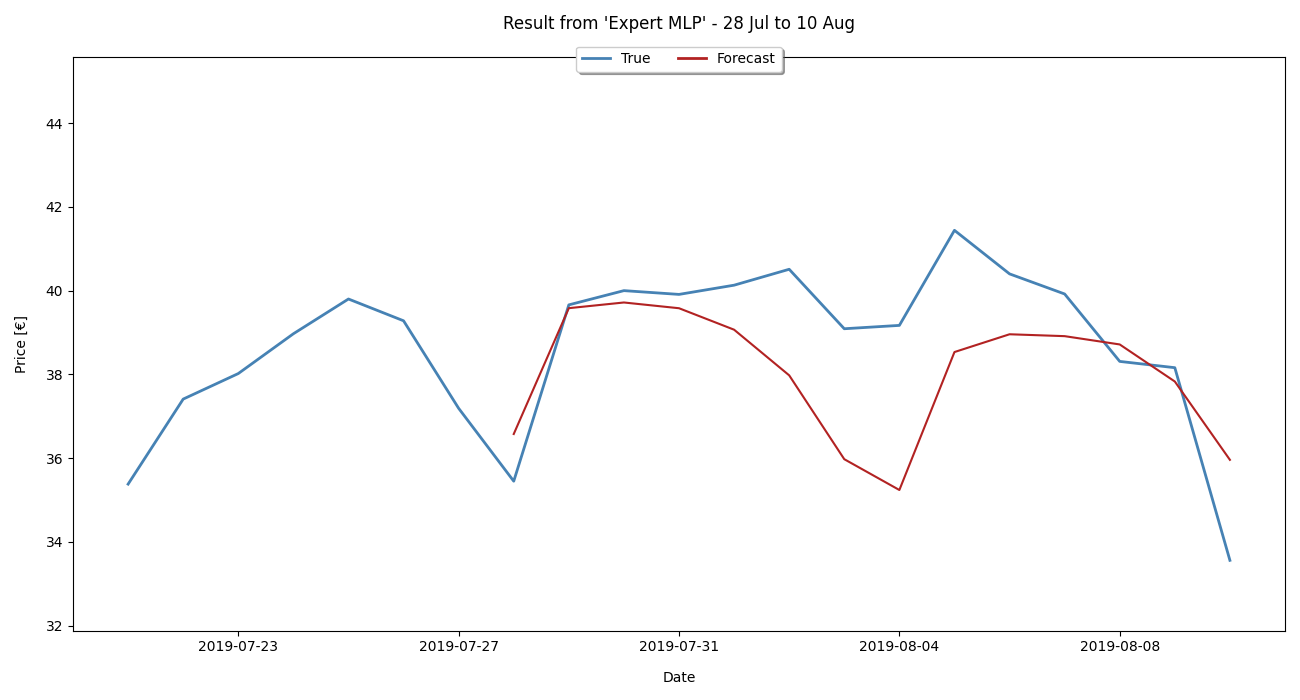 Result from 'Expert MLP' - 28 Jul to 10 Aug
True Forecast
44
42
40
38
36
34
32
Price [€]
2019-07-23 2019-07-27 2019-07-31 2019-08-04 2019-08-08
Date